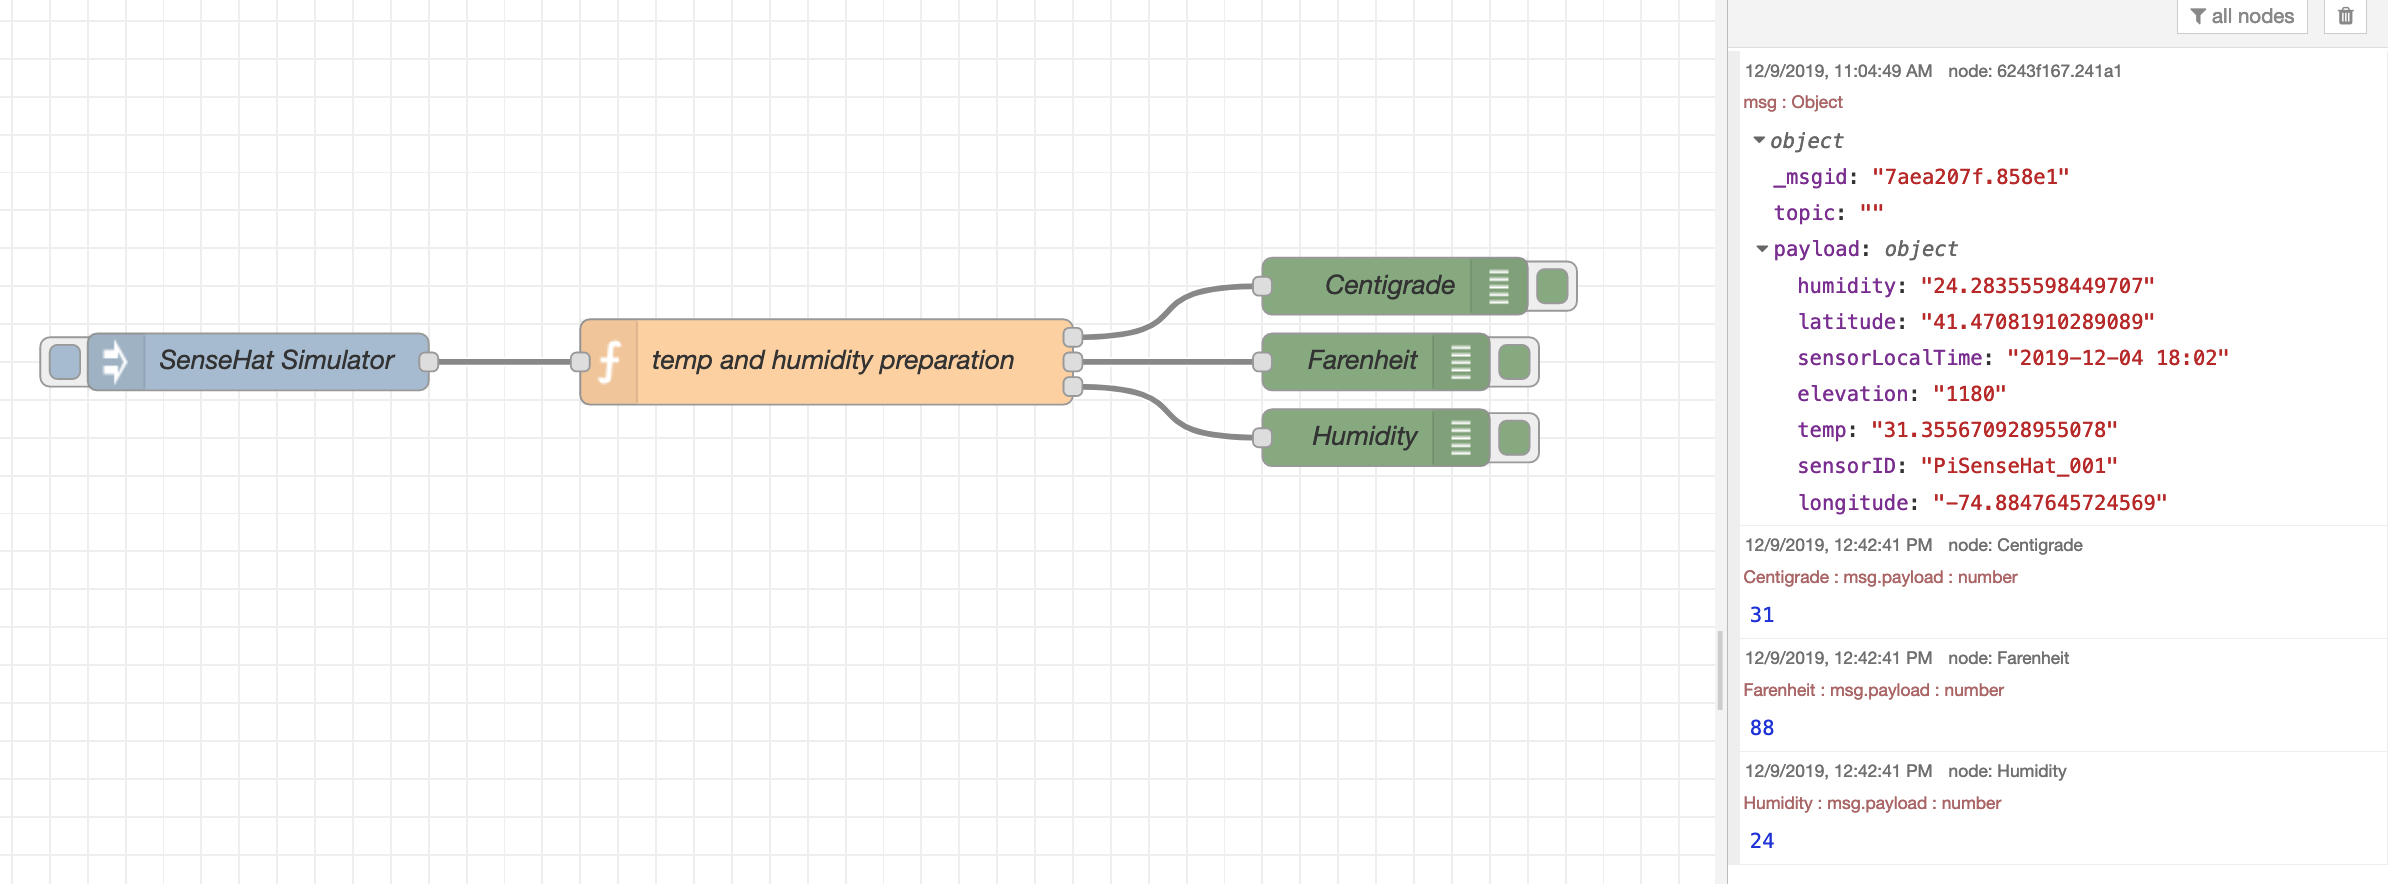 SenseHat Simulator
temp and humidity preparation
Centigrade
Farenheit
Humidity
all nodes
12/9/2019, 11:04:49 AM node: 6243f167.241a1
msg : Object
object
_msgid: "7aea207f.858e1"
topic: ""
payload: object
humidity: "24.28355598449707"
latitude: "41.47081910289089"
sensorLocalTime: "2019-12-04 18:02"
elevation: "1180"
temp: "31.355670928955078"
sensorID: "PiSenseHat_001"
longitude: "-74.8847645724569"
12/9/2019, 12:42:41 PM node: Centigrade
Centigrade : msg.payload : number
31
12/9/2019, 12:42:41 PM node: Farenheit
Farenheit : msg.payload : number
88
12/9/2019, 12:42:41 PM node: Humidity
Humidity : msg.payload : number
24